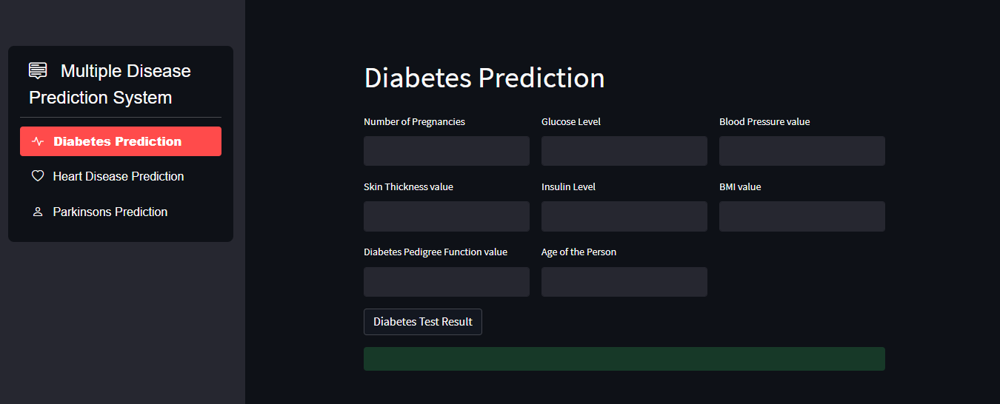 Multiple Disease
Prediction System
Diabetes Prediction
Heart Disease Prediction
Parkinsons Prediction
Diabetes Prediction
Number of Pregnancies
Glucose Level
Blood Pressure value
Skin Thickness value
Insulin Level
BMI value
Diabetes Pedigree Function value
Age of the Person
Diabetes Test Result